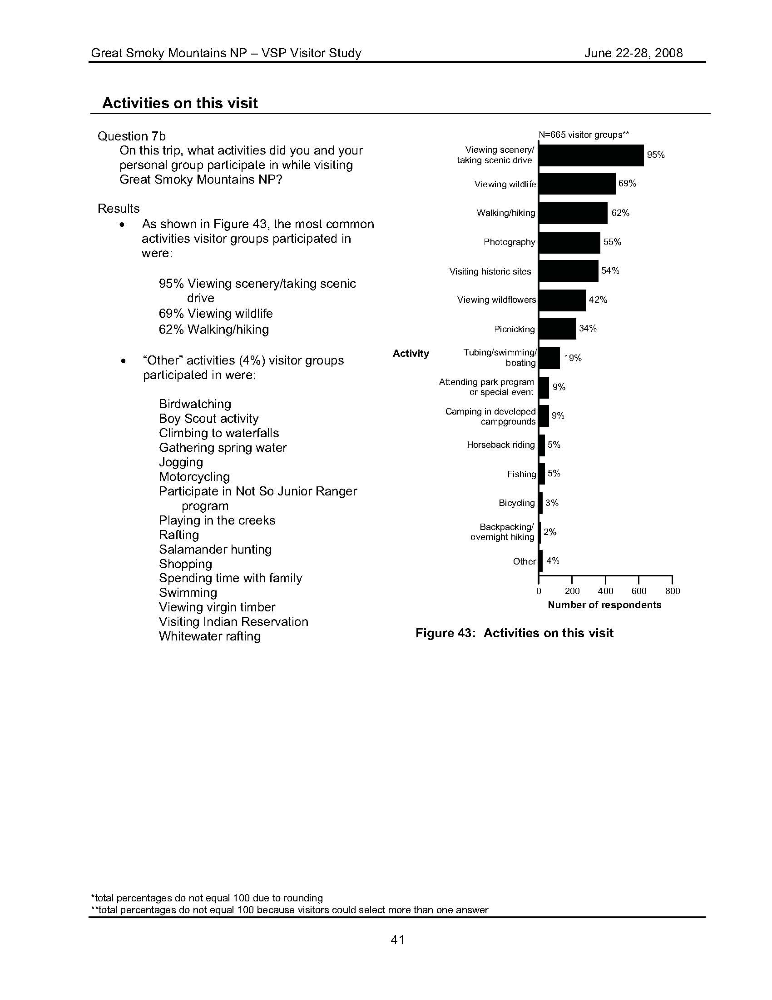 Great Smoky Mountains NP – VSP Visitor Study June 22-28, 2008
Activities on this visit
Question 7b
On this trip, what activities did you and your
personal group participate in while visiting
Great Smoky Mountains NP?
Results
• As shown in Figure 43, the most common
activities visitor groups participated in
were:
95% Viewing scenery/taking scenic
drive
69% Viewing wildlife
62% Walking/hiking
• “Other” activities (4%) visitor groups
participated in were:
Birdwatching
Boy Scout activity
Climbing to waterfalls
Gathering spring water
Jogging
Motorcycling
Participate in Not So Junior Ranger
program
Playing in the creeks
Rafting
Salamander hunting
Shopping
Spending time with family
Swimming
Viewing virgin timber
Visiting Indian Reservation
Whitewater rafting
N=665 visitor groups**
Viewing scenery/
taking scenic drive 95%
Viewing wildlife 69%
Walking/hiking 62%
Photography 55%
Visiting historic sites 54%
Viewing wildflowers 42%
Picnicking 34%
Activity
Tubing/swimming/
boating 19%
Attending park program
or special event 9%
Camping in developed
campgrounds 9%
Horseback riding 5%
Fishing 5%
Bicycling 3%
Backpacking/
overnight hiking 2%
Other 4%
0 200 400 600 800
Number of respondents
Figure 43: Activities on this visit
*total percentages do not equal 100 due to rounding
**total percentages do not equal 100 because visitors could select more than one answer
41